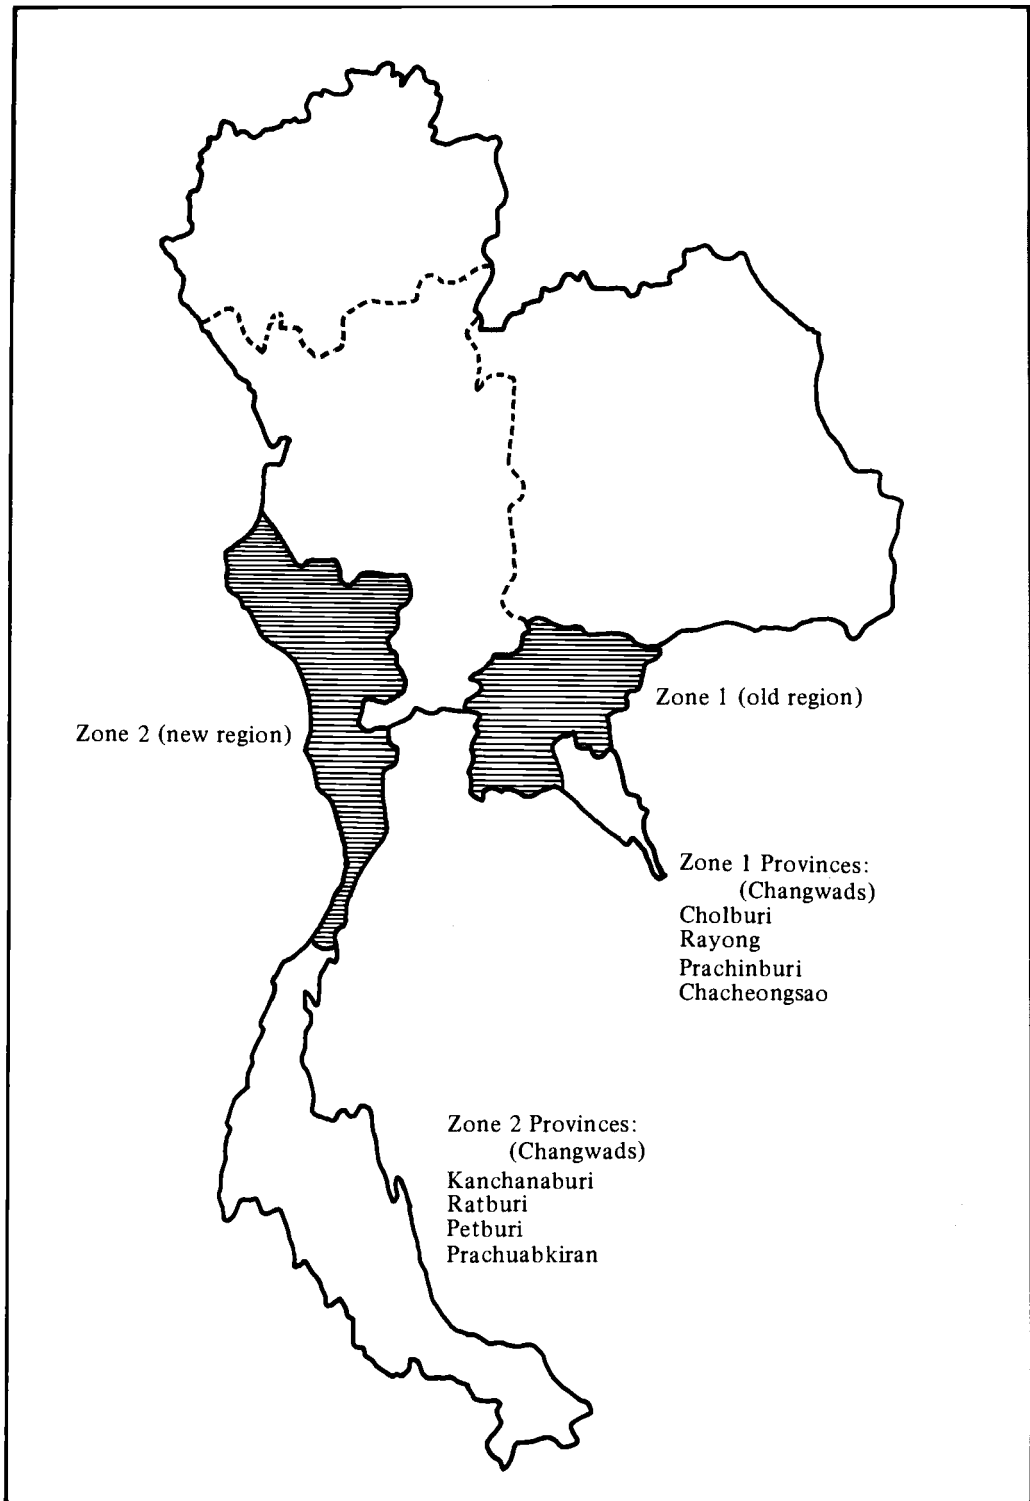 Zone 1 (old region)
Zone 2 (new region)
Zone 1 Provinces:
(Changwads)
Cholburi
Rayong
Prachinburi
Chacheongsao
Zone 2 Provinces:
(Changwads)
Kanchanaburi
Ratburi
Petburi
Prachuabkiran